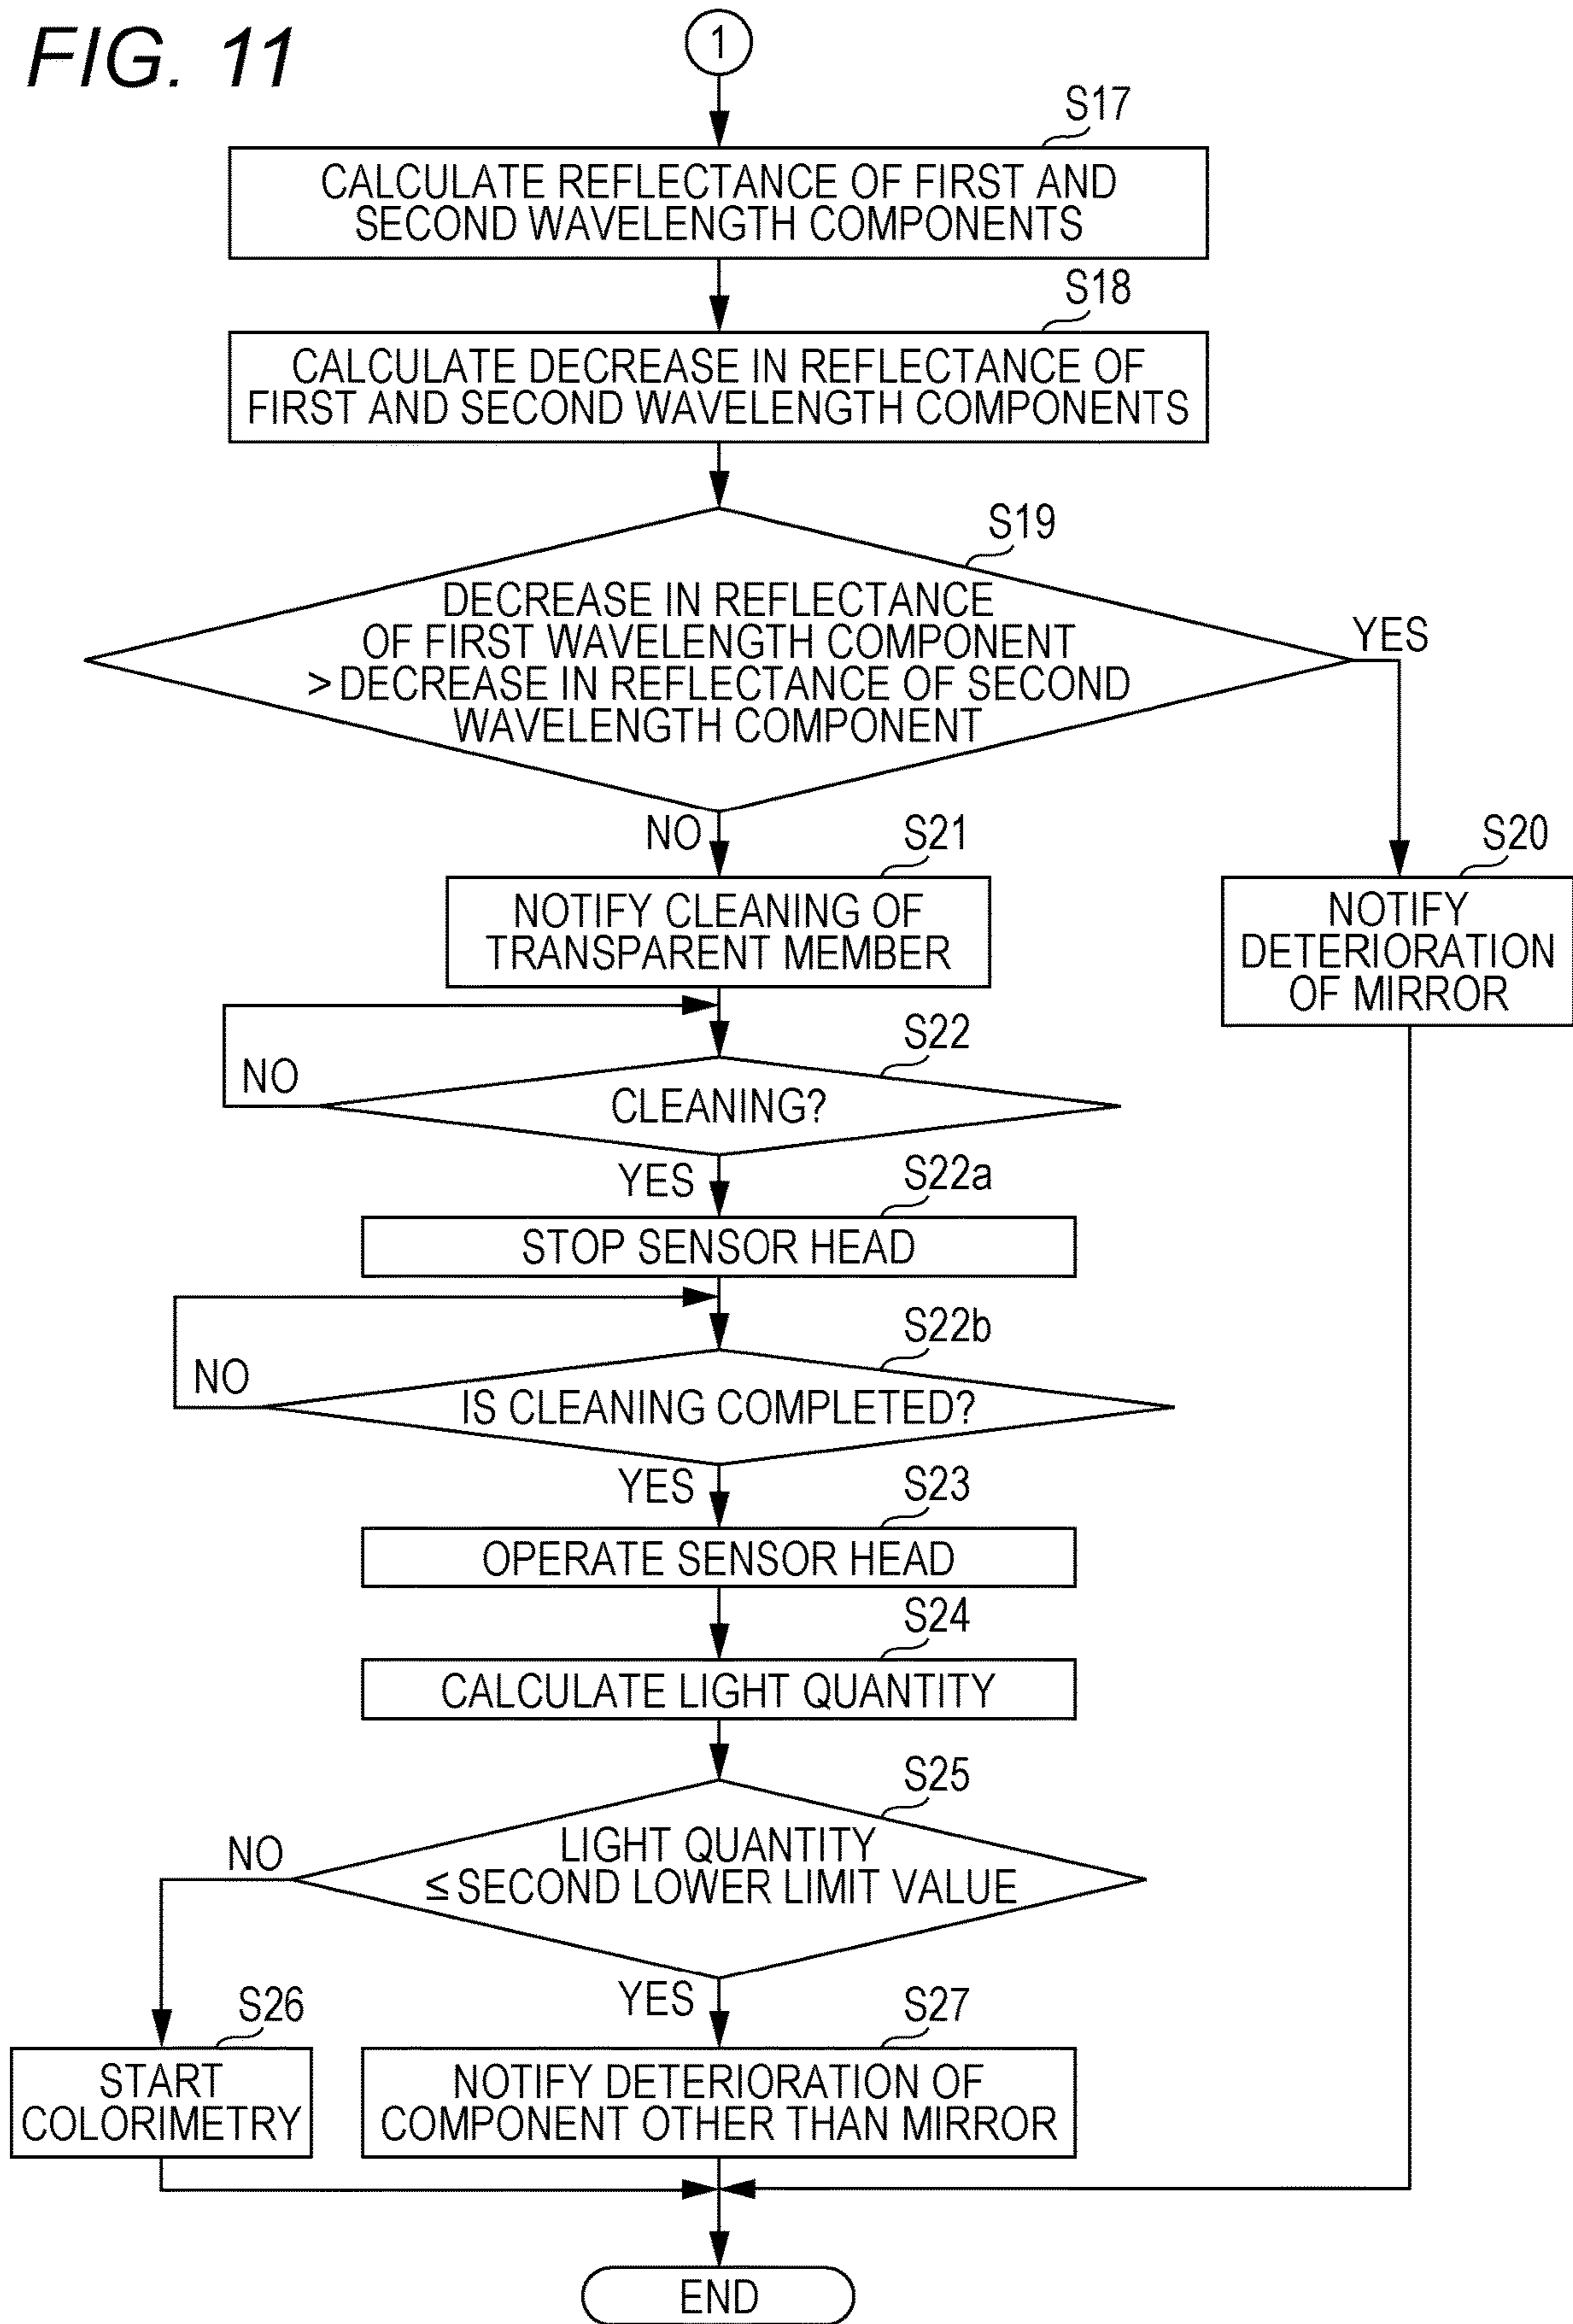 FIG. 11
1
S17
CALCULATE REFLECTANCE OF FIRST AND
SECOND WAVELENGTH COMPONENTS
S18
CALCULATE DECREASE IN REFLECTANCE OF
FIRST AND SECOND WAVELENGTH COMPONENTS
S19
DECREASE IN REFLECTANCE
OF FIRST WAVELENGTH COMPONENT
> DECREASE IN REFLECTANCE OF SECOND
WAVELENGTH COMPONENT
YES
NO
S21
NOTIFY CLEANING OF
TRANSPARENT MEMBER
S20
NOTIFY
DETERIORATION
OF MIRROR
S22
NO
CLEANING?
YES
S22a
STOP SENSOR HEAD
S22b
NO
IS CLEANING COMPLETED?
YES
S23
OPERATE SENSOR HEAD
S24
CALCULATE LIGHT QUANTITY
S25
NO
LIGHT QUANTITY
≤ SECOND LOWER LIMIT VALUE
YES
S26
START
COLORIMETRY
S27
NOTIFY DETERIORATION OF
COMPONENT OTHER THAN MIRROR
END